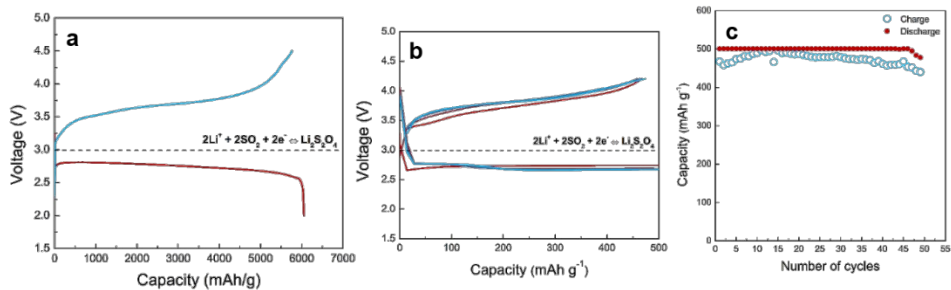 a
4.5
4.0
3.5
3.0
2.5
2.0
1.5
Voltage (V)
2Li⁺ + 2SO₂ + 2e⁻ ⇔ Li₂S₂O₄
0 1000 2000 3000 4000 5000 6000 7000
Capacity (mAh/g)
b
5.0
4.5
4.0
3.5
3.0
2.5
2.0
1.5
Voltage (V)
2Li⁺ + 2SO₂ + 2e⁻ ⇔ Li₂S₂O₄
0 100 200 300 400 500
Capacity (mAh g⁻¹)
c
Charge
Discharge
600
500
400
300
200
100
0
Capacity (mAh g⁻¹)
0 5 10 15 20 25 30 35 40 45 50 55
Number of cycles